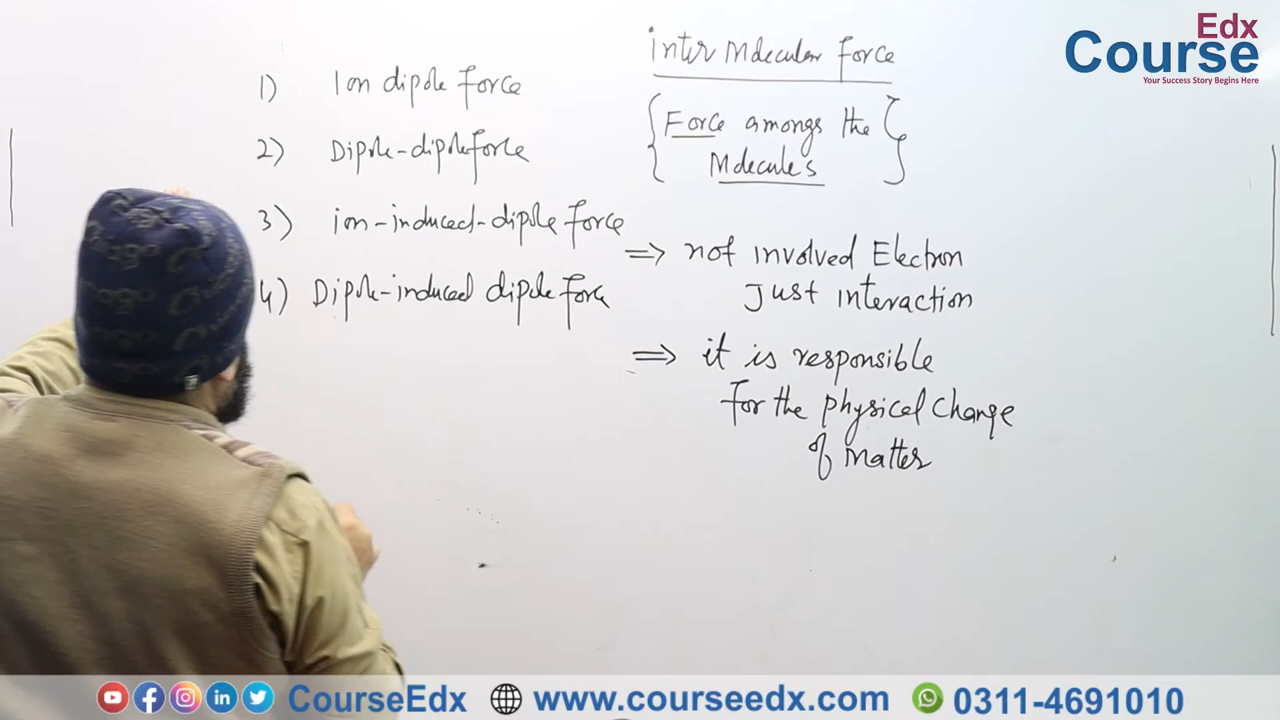 inter Molecular Force
{ Force amongs the
Molecules }
⇒ not involved Electron
Just interaction
⇒ it is responsible
For the physical change
of matter
1) Ion dipole force
2) Dipole-dipole force
3) ion-induced-dipole force
4) Dipole-induced dipole force
Edx
Course
Your Success Story Begins Here
CourseEdx www.courseedx.com 0311-4691010